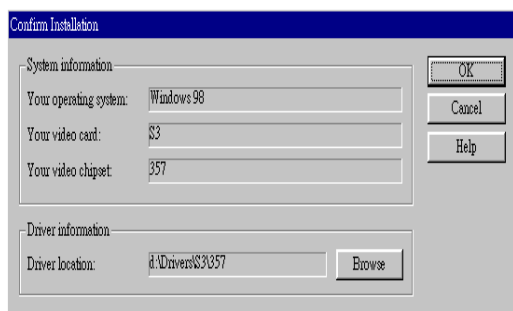 Confirm Installation
System information
Your operating system: Windows 98
Your video card: S3
Your video chipset: 357
Driver information
Driver location: d:\Drivers\S3\357
Browse
OK
Cancel
Help